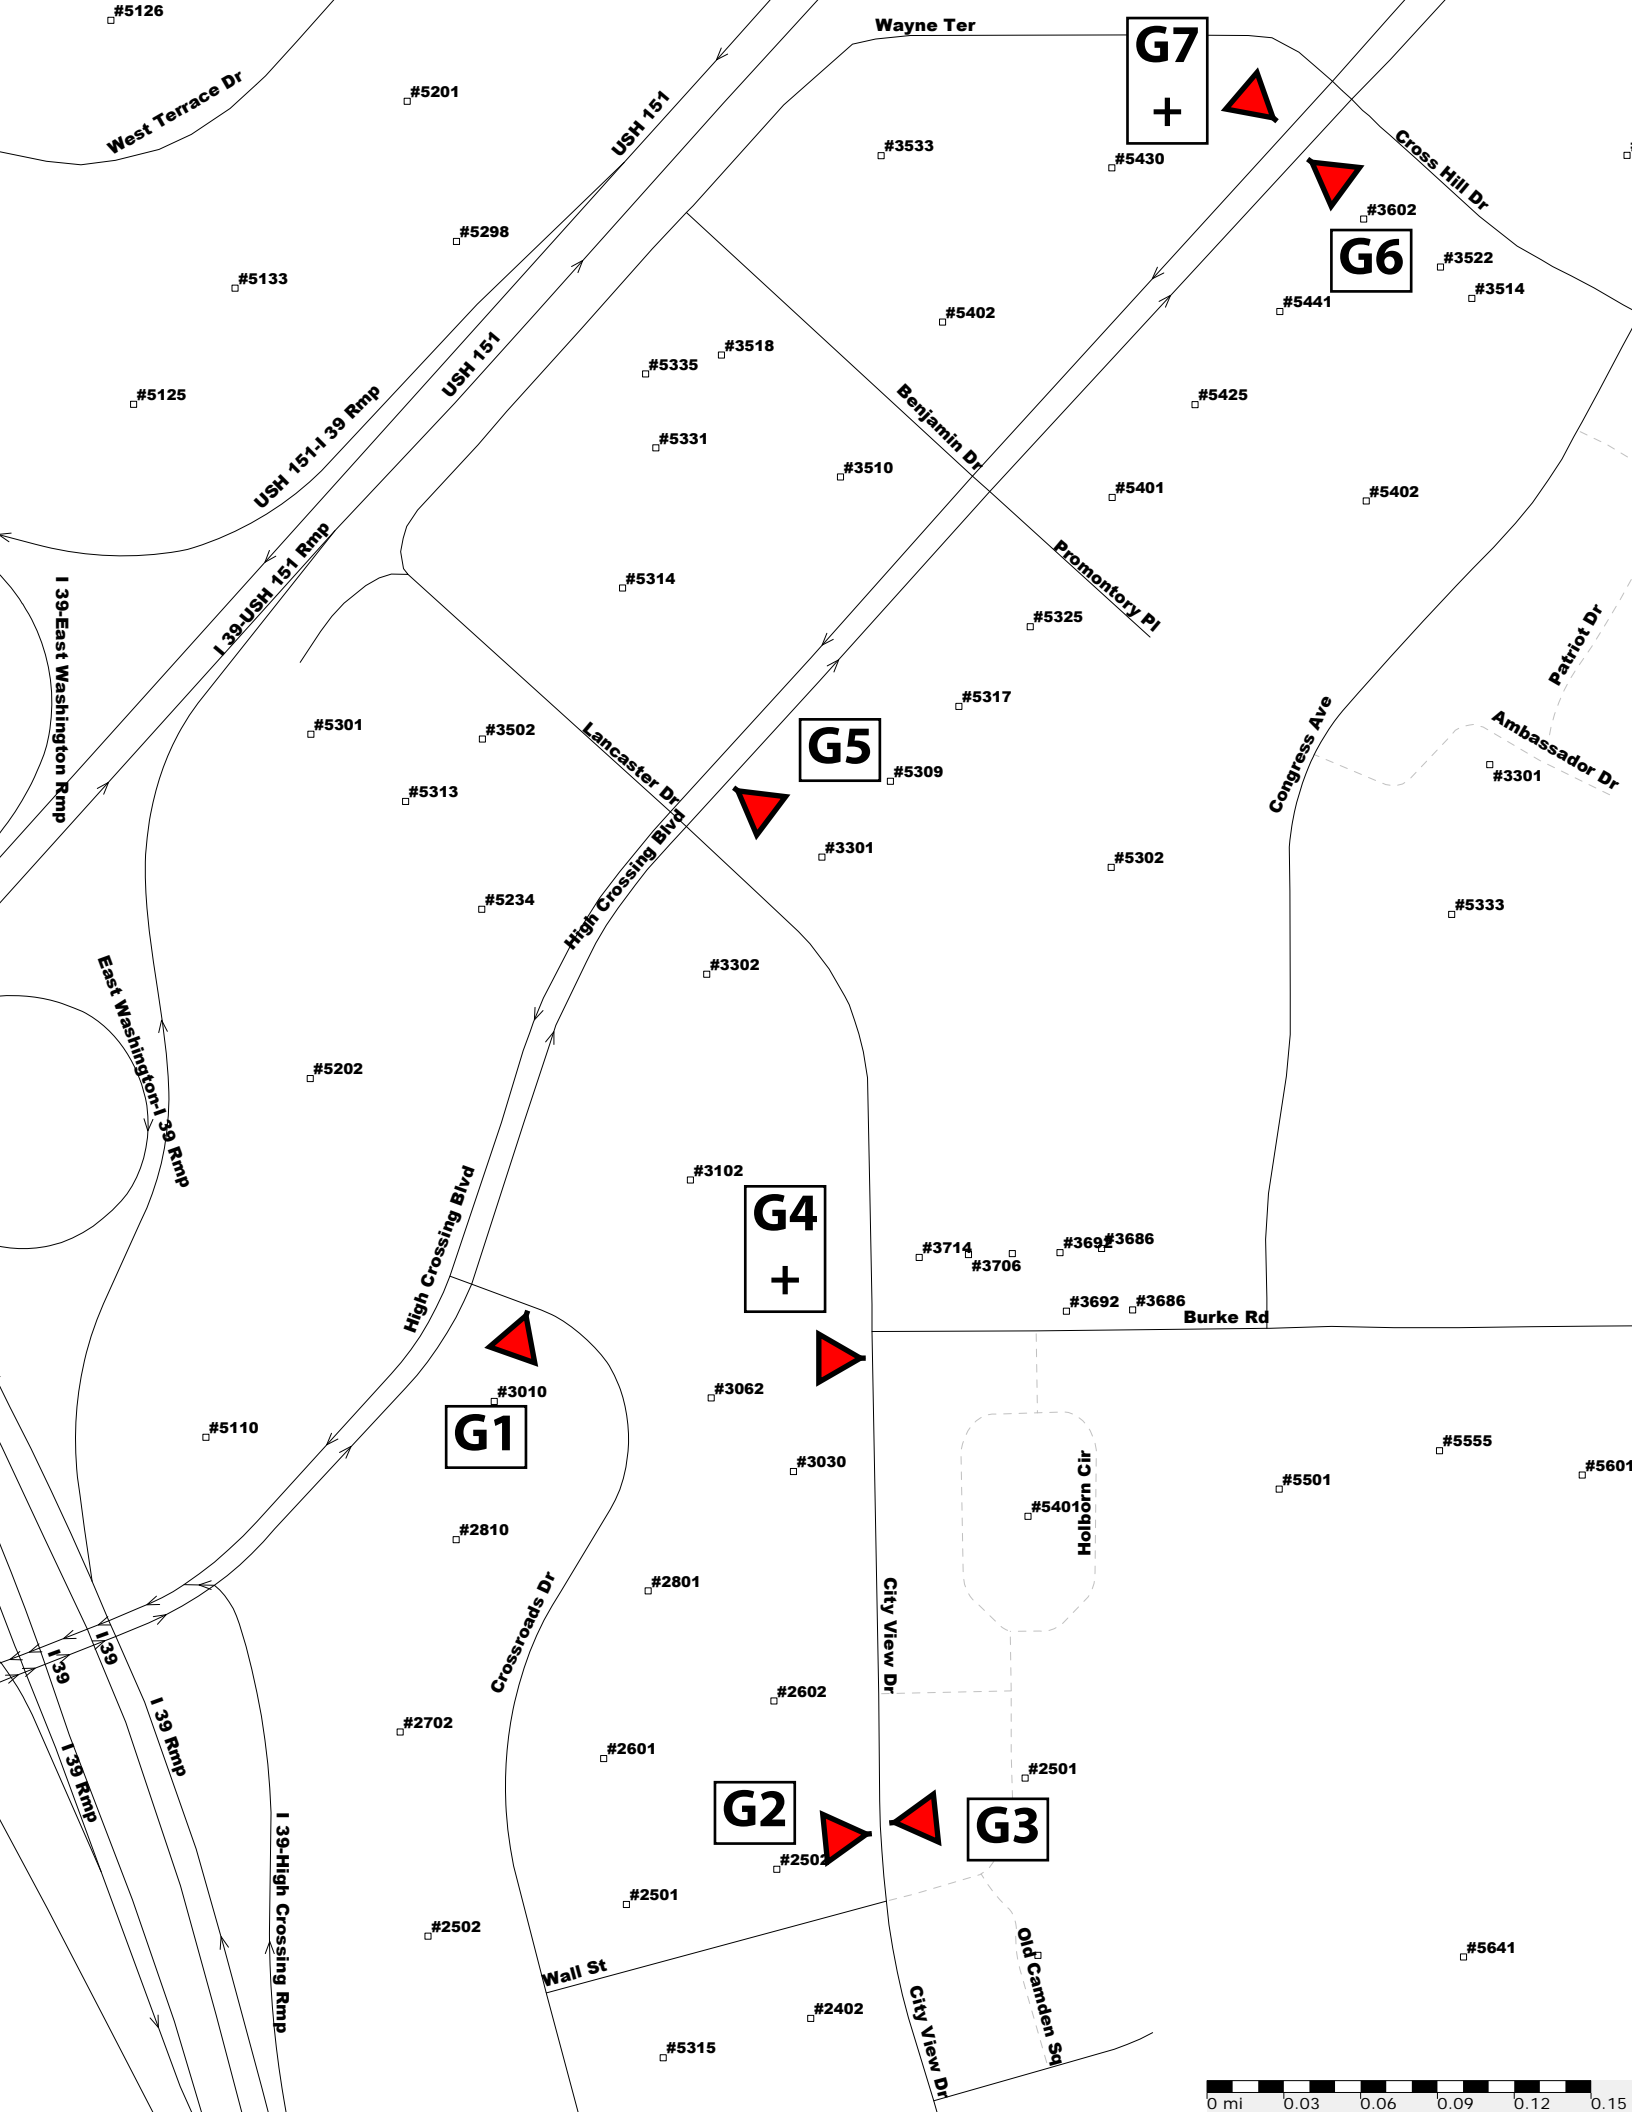 #5126
Wayne Ter
G7
+
West Terrace Dr
#5201
USH 151
#3533
#5430
Cross Hill Dr
#3602
G6
#3522
#3514
#5441
#5298
#5133
#5402
#3518
#5335
USH 151
Benjamin Dr
#5125
USH 151-I 39 Rmp
#5425
#5331
#3510
#5401
#5402
I 39-USH 151 Rmp
I 39-East Washington Rmp
#5314
Promontory Pl
#5325
Patriot Dr
#5317
Congress Ave
Ambassador Dr
#3301
#5301
#3502
Lancaster Dr
G5
#5309
#5313
#3301
#5302
High Crossing Blvd
#5234
#5333
#3302
East Washington-I 39 Rmp
#5202
#3102
High Crossing Blvd
G4
+
#3714
#3706
#3692
#3686
#3692
#3686
Burke Rd
#3010
G1
#3062
#5110
#3030
#5555
#5501
#5601
Holborn Cir
#5401
#2810
Crossroads Dr
#2801
City View Dr
I 39
I 39
I 39 Rmp
I 39 Rmp
#2702
#2602
#2601
#2501
G2
G3
#2502
#2501
#2502
I 39-High Crossing Rmp
Wall St
Old Camden Sq
#5641
City View Dr
#2402
#5315
0 mi 0.03 0.06 0.09 0.12 0.15